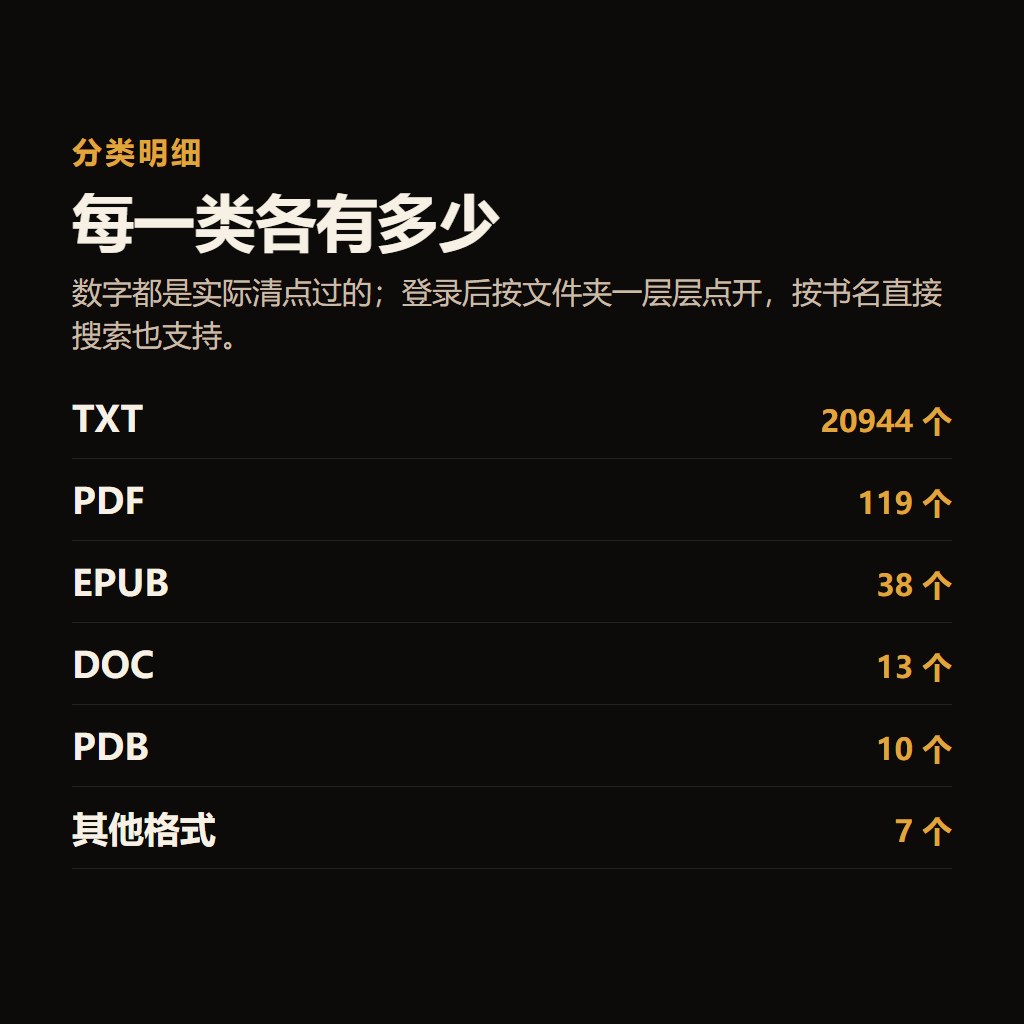 分类明细
每一类各有多少
数字都是实际清点过的；登录后按文件夹一层层点开，按书名直接
搜索也支持。
TXT 20944 个
PDF 119 个
EPUB 38 个
DOC 13 个
PDB 10 个
其他格式 7 个